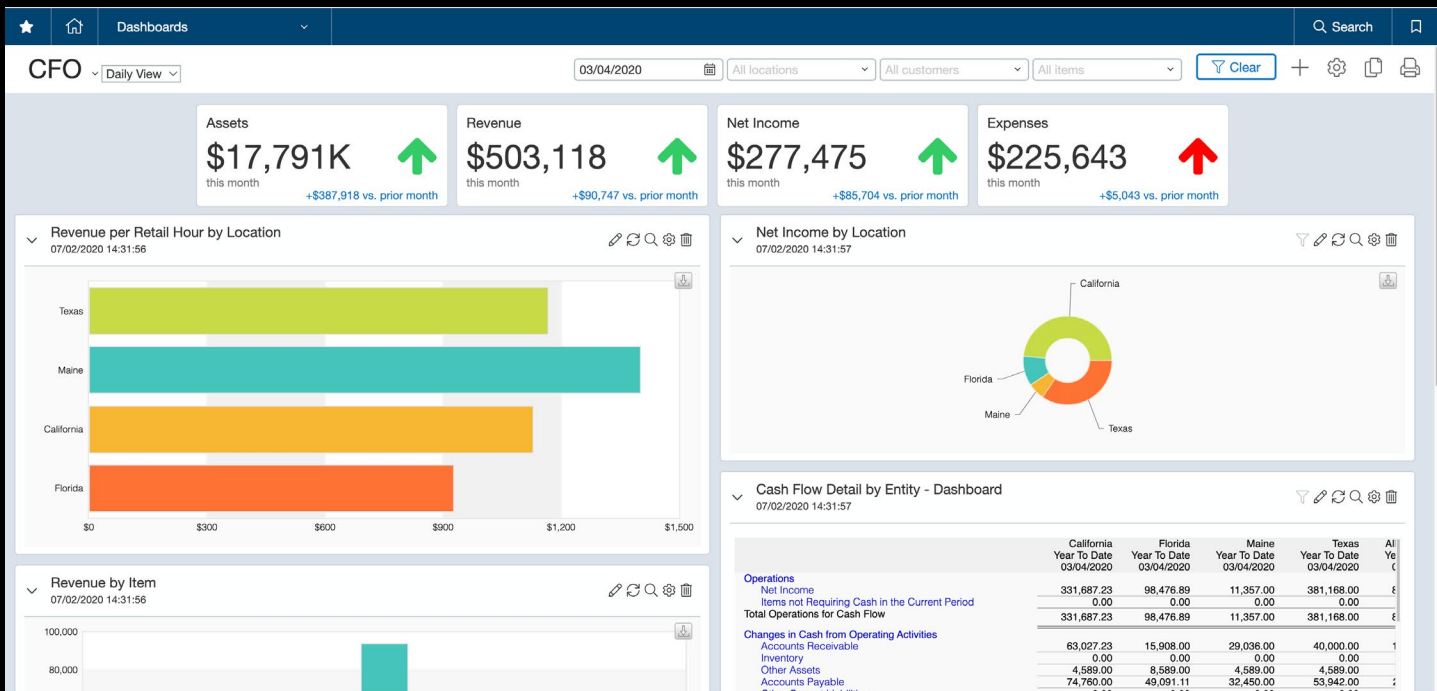 Dashboards
Search
CFO Daily View
03/04/2020 All locations All customers All items Clear
Assets
$17,791K
this month
+$387,918 vs. prior month
Revenue
$503,118
this month
+$90,747 vs. prior month
Net Income
$277,475
this month
+$85,704 vs. prior month
Expenses
$225,643
this month
+$5,043 vs. prior month
Revenue per Retail Hour by Location
07/02/2020 14:31:56
Texas
Maine
California
Florida
$0 $300 $600 $900 $1,200 $1,500
Revenue by Item
07/02/2020 14:31:56
100,000
80,000
Net Income by Location
07/02/2020 14:31:57
California
Florida
Maine
Texas
Cash Flow Detail by Entity - Dashboard
07/02/2020 14:31:57
California Florida Maine Texas
Year To Date Year To Date Year To Date Year To Date
03/04/2020 03/04/2020 03/04/2020 03/04/2020
Operations
Net Income 331,687.23 98,476.89 11,357.00 381,168.00
Items not Requiring Cash in the Current Period 0.00 0.00 0.00 0.00
Total Operations for Cash Flow 331,687.23 98,476.89 11,357.00 381,168.00
Changes in Cash from Operating Activities
Accounts Receivable 63,027.23 15,908.00 29,036.00 40,000.00
Inventory 0.00 0.00 0.00 0.00
Other Assets 4,589.00 8,589.00 4,589.00 4,589.00
Accounts Payable 74,760.00 49,091.11 32,450.00 53,942.00